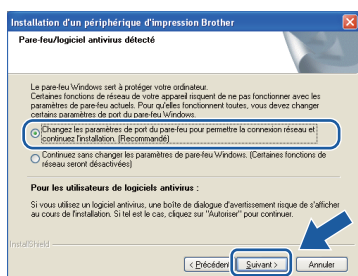 Installation d'un périphérique d'impression Brother
Pare-feu/logiciel antivirus détecté
Le pare-feu Windows sert à protéger votre ordinateur.
Certaines fonctions de réseau de votre appareil risquent de ne pas fonctionner avec les
paramètres de pare-feu actuels. Pour qu'elles fonctionnent toutes, vous devez changer
certains paramètres de port du pare-feu Windows.
Changez les paramètres de port du pare-feu pour permettre la connexion réseau et
continuez l'installation. (Recommandé)
Continuez sans changer les paramètres de pare-feu Windows. (Certaines fonctions de
réseau seront désactivées)
Pour les utilisateurs de logiciels antivirus :
Si vous utilisez un logiciel antivirus, une boîte de dialogue d'avertissement risque de s'afficher
au cours de l'installation. Si tel est le cas, cliquez sur "Autoriser" pour continuer.
InstallShield
< Précédent
Suivant >
Annuler